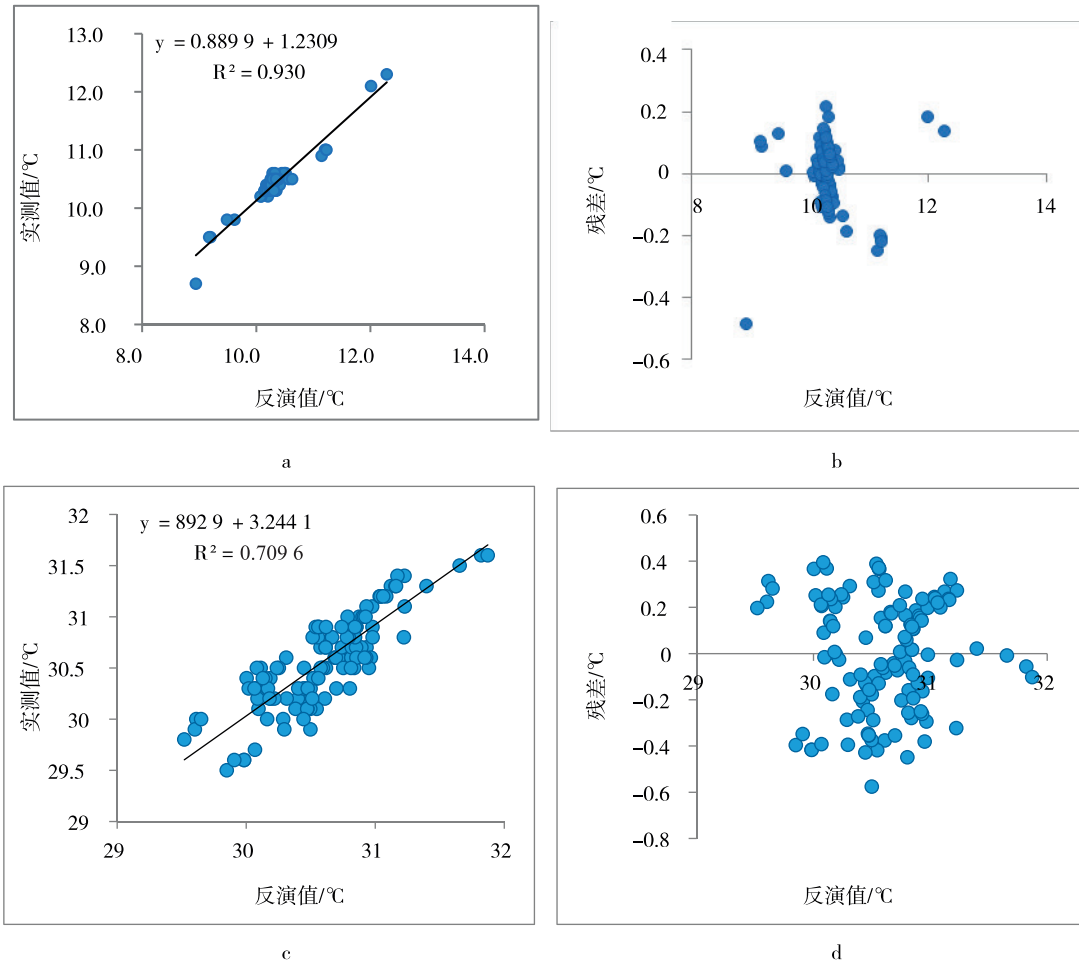 y = 0.889 9 + 1.2309
R² = 0.930
13.0
12.0
11.0
10.0
9.0
8.0
8.0 10.0 12.0 14.0
实测值/℃
反演值/℃
a
0.4
0.2
0
-0.2
-0.4
-0.6
8 10 12 14
残差/℃
反演值/℃
b
y = 892 9 + 3.244 1
R² = 0.709 6
32
31.5
31
30.5
30
29.5
29
29 30 31 32
实测值/℃
反演值/℃
c
0.6
0.4
0.2
0
-0.2
-0.4
-0.6
-0.8
29 30 31 32
残差/℃
反演值/℃
d